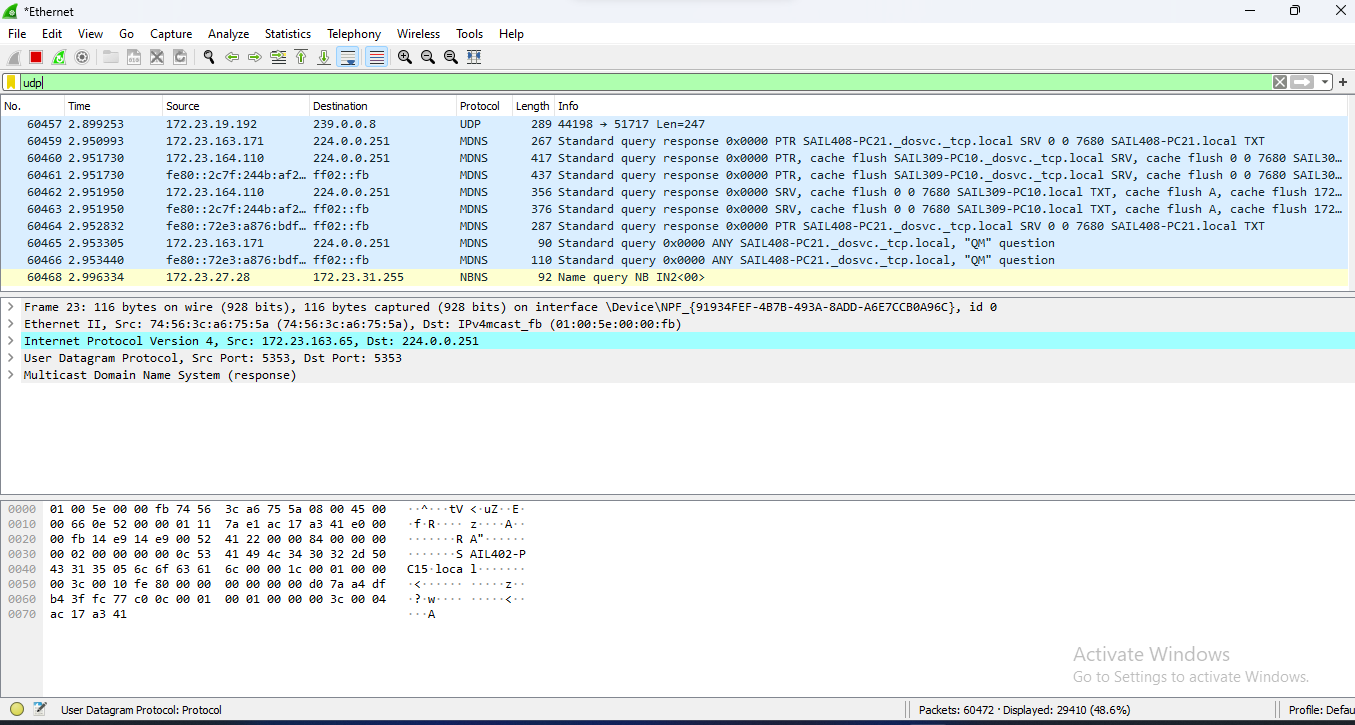 *Ethernet
File Edit View Go Capture Analyze Statistics Telephony Wireless Tools Help
udp
No. Time Source Destination Protocol Length Info
60457 2.899253 172.23.19.192 239.0.0.8 UDP 289 44198 → 51717 Len=247
60459 2.950993 172.23.163.171 224.0.0.251 MDNS 267 Standard query response 0x0000 PTR SAIL408-PC21._dosvc._tcp.local SRV 0 0 7680 SAIL408-PC21.local TXT
60460 2.951730 172.23.164.110 224.0.0.251 MDNS 417 Standard query response 0x0000 PTR, cache flush SAIL309-PC10._dosvc._tcp.local SRV, cache flush 0 0 7680 SAIL30…
60461 2.951730 fe80::2c7f:244b:af2… ff02::fb MDNS 437 Standard query response 0x0000 PTR, cache flush SAIL309-PC10._dosvc._tcp.local SRV, cache flush 0 0 7680 SAIL30…
60462 2.951950 172.23.164.110 224.0.0.251 MDNS 356 Standard query response 0x0000 SRV, cache flush 0 0 7680 SAIL309-PC10.local TXT, cache flush A, cache flush 172…
60463 2.951950 fe80::2c7f:244b:af2… ff02::fb MDNS 376 Standard query response 0x0000 SRV, cache flush 0 0 7680 SAIL309-PC10.local TXT, cache flush A, cache flush 172…
60464 2.952832 fe80::72e3:a876:bdf… ff02::fb MDNS 287 Standard query response 0x0000 PTR SAIL408-PC21._dosvc._tcp.local SRV 0 0 7680 SAIL408-PC21.local TXT
60465 2.953305 172.23.163.171 224.0.0.251 MDNS 90 Standard query 0x0000 ANY SAIL408-PC21._dosvc._tcp.local, "QM" question
60466 2.953440 fe80::72e3:a876:bdf… ff02::fb MDNS 110 Standard query 0x0000 ANY SAIL408-PC21._dosvc._tcp.local, "QM" question
60468 2.996334 172.23.27.28 172.23.31.255 NBNS 92 Name query NB IN2<00>
Frame 23: 116 bytes on wire (928 bits), 116 bytes captured (928 bits) on interface \Device\NPF_{91934FEF-4B7B-493A-8ADD-A6E7CCB0A96C}, id 0
Ethernet II, Src: 74:56:3c:a6:75:5a (74:56:3c:a6:75:5a), Dst: IPv4mcast_fb (01:00:5e:00:00:fb)
Internet Protocol Version 4, Src: 172.23.163.65, Dst: 224.0.0.251
User Datagram Protocol, Src Port: 5353, Dst Port: 5353
Multicast Domain Name System (response)
0000 01 00 5e 00 00 fb 74 56 3c a6 75 5a 08 00 45 00 ··^···tV <·uZ··E·
0010 00 66 0e 52 00 00 01 11 7a e1 ac 17 a3 41 e0 00 ·f·R···· z····A··
0020 00 fb 14 e9 14 e9 00 52 41 22 00 00 84 00 00 00 ·······R A"······
0030 00 02 00 00 00 00 0c 53 41 49 4c 34 30 32 2d 50 ·······S AIL402-P
0040 43 31 35 05 6c 6f 63 61 6c 00 00 1c 00 01 00 00 C15·loca l·······
0050 00 3c 00 10 fe 80 00 00 00 00 00 00 d0 7a a4 df ·<······ ·····z··
0060 b4 3f fc 77 c0 0c 00 01 00 01 00 00 00 3c 00 04 ·?·w···· ·····<··
0070 ac 17 a3 41 ···A
Activate Windows
Go to Settings to activate Windows.
User Datagram Protocol: Protocol Packets: 60472 · Displayed: 29410 (48.6%) Profile: Defau